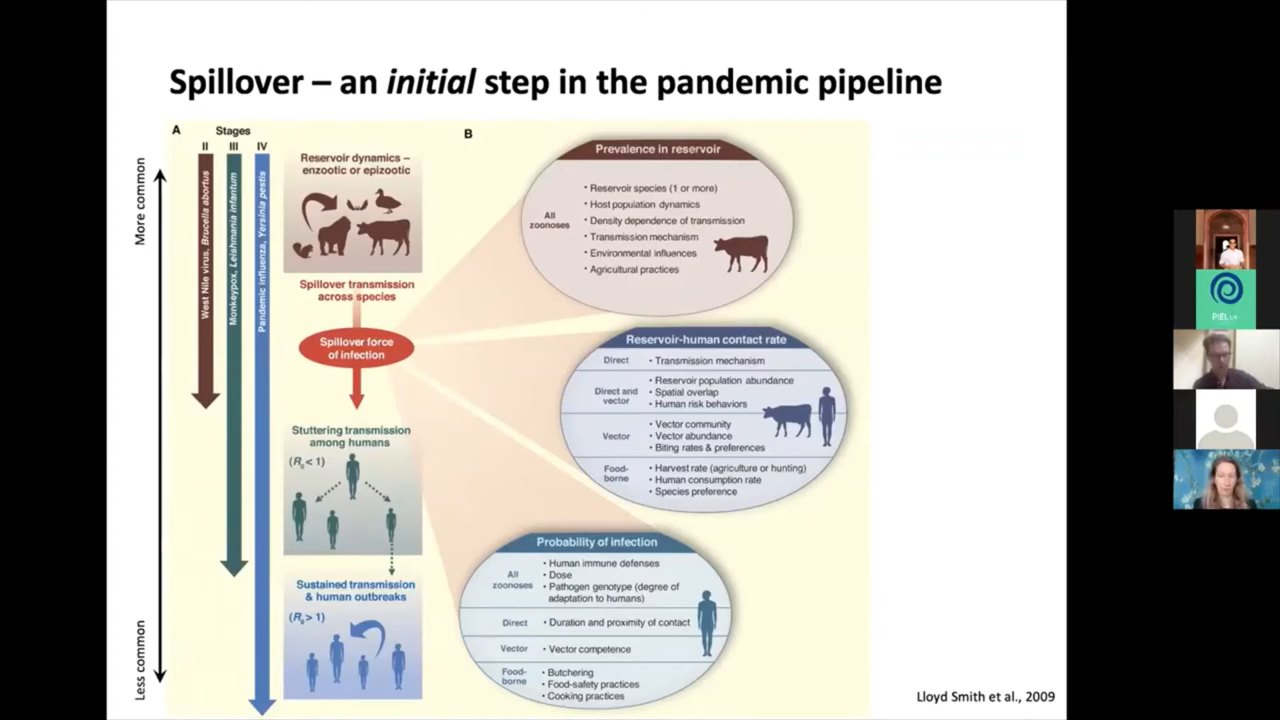 Spillover – an initial step in the pandemic pipeline
A
Stages
II
III
IV
More common
Less common
West Nile virus, Brucella abortus
Monkeypox, Leishmania infantum
Pandemic influenza, Yersinia pestis
Reservoir dynamics –
enzootic or epizootic
Spillover transmission
across species
Spillover force
of infection
Stuttering transmission
among humans
(R₀ < 1)
Sustained transmission
& human outbreaks
(R₀ > 1)
B
Prevalence in reservoir
All
zoonoses
• Reservoir species (1 or more)
• Host population dynamics
• Density dependence of transmission
• Transmission mechanism
• Environmental influences
• Agricultural practices
Reservoir-human contact rate
Direct
• Transmission mechanism
Direct and
vector
• Reservoir population abundance
• Spatial overlap
• Human risk behaviors
Vector
• Vector community
• Vector abundance
• Biting rates & preferences
Food-
borne
• Harvest rate (agriculture or hunting)
• Human consumption rate
• Species preference
Probability of infection
All
zoonoses
• Human immune defenses
• Dose
• Pathogen genotype (degree of
adaptation to humans)
Direct
• Duration and proximity of contact
Vector
• Vector competence
Food-
borne
• Butchering
• Food-safety practices
• Cooking practices
Lloyd Smith et al., 2009
PIEL